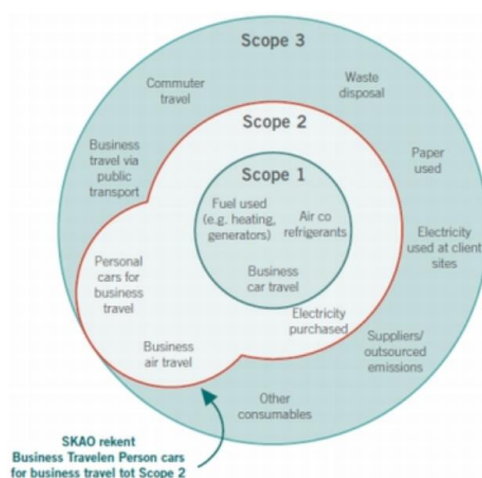 Scope 3
Commuter
travel
Waste
disposal
Scope 2
Business
travel via
public
transport
Paper
used
Scope 1
Fuel used
(e.g. heating,
generators)
Air co
refrigerants
Electricity
used at client
sites
Business
car travel
Personal
cars for
business
travel
Electricity
purchased
Business
air travel
Suppliers/
outsourced
emissions
Other
consumables
SKAO rekent
Business Travelen Person cars
for business travel tot Scope 2